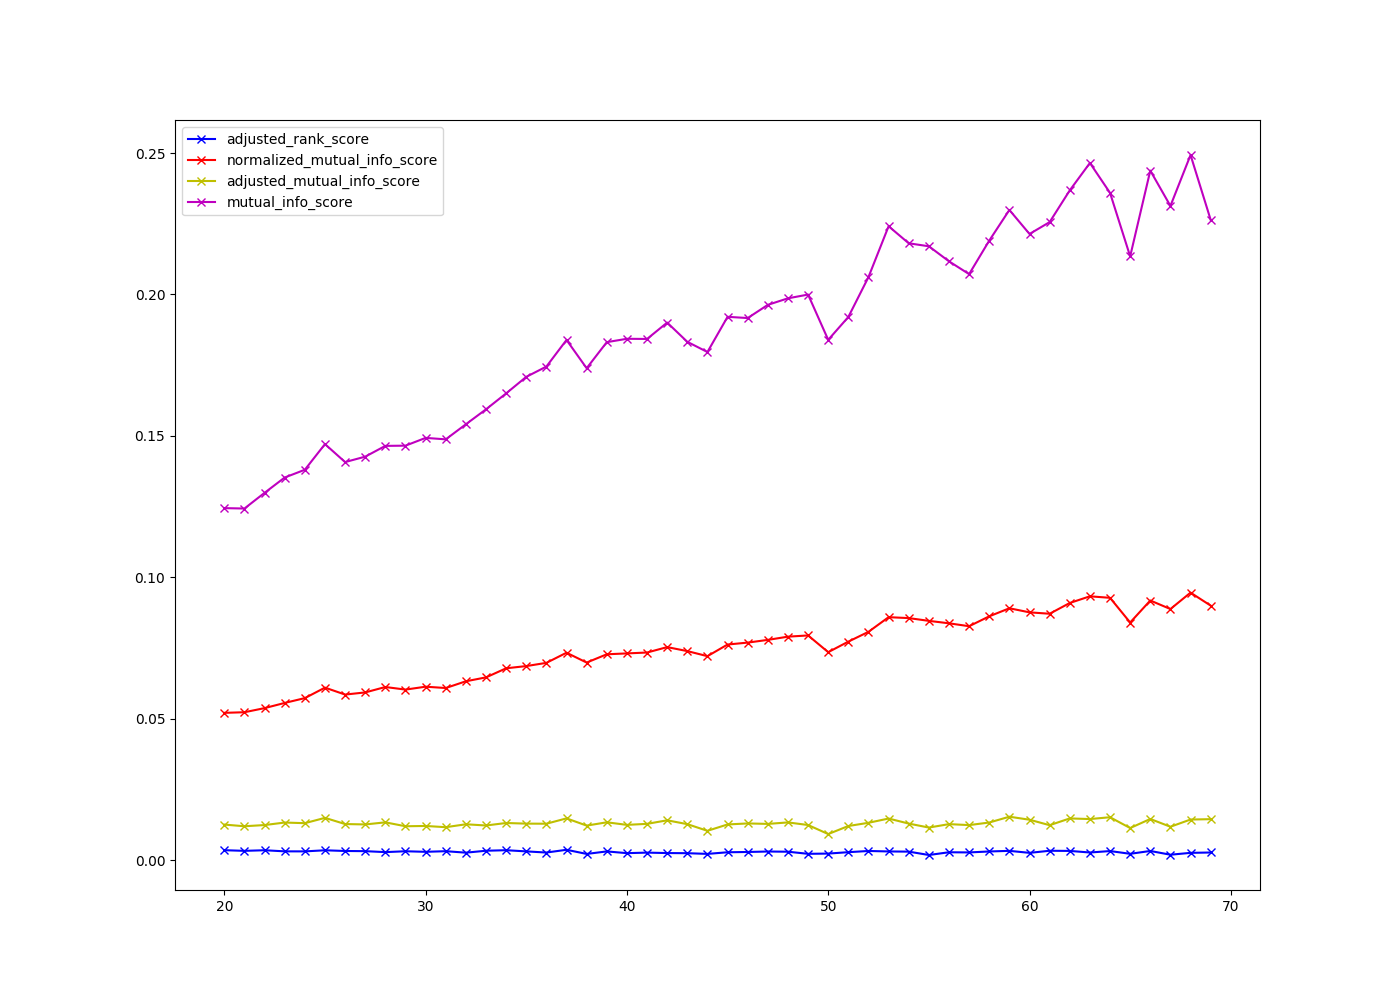 adjusted_rank_score
normalized_mutual_info_score
adjusted_mutual_info_score
mutual_info_score
0.25
0.20
0.15
0.10
0.05
0.00
20 30 40 50 60 70